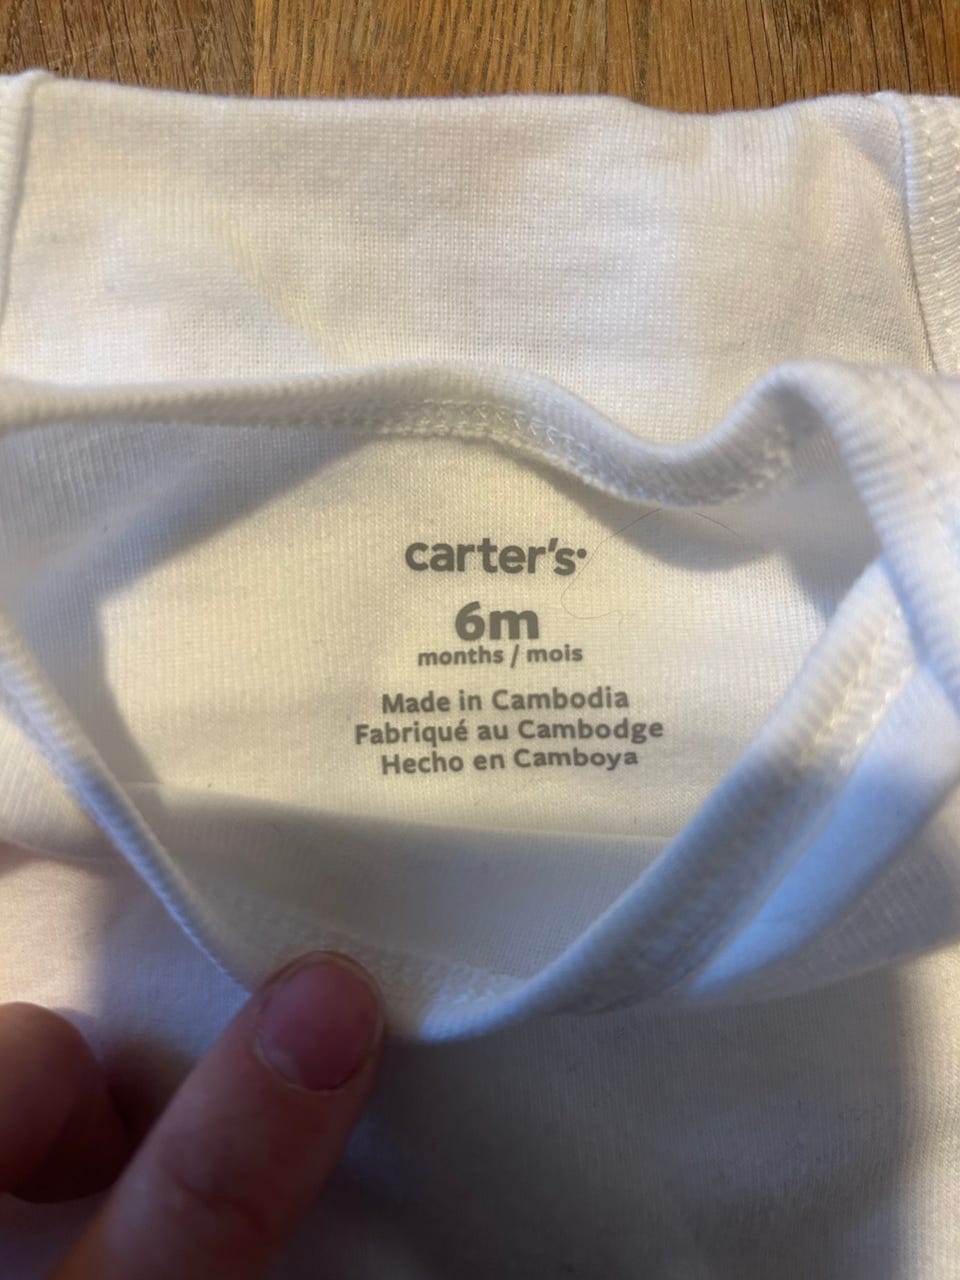 carter's
6m
months / mois
Made in Cambodia
Fabriqué au Cambodge
Hecho en Camboya